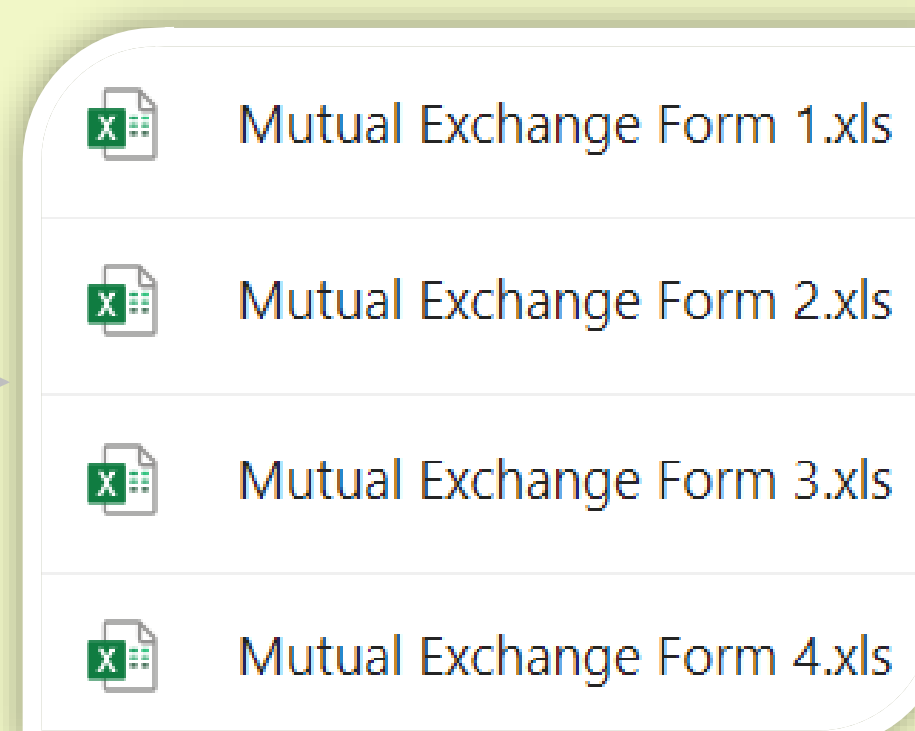 Mutual Exchange Form 1.xls
Mutual Exchange Form 2.xls
Mutual Exchange Form 3.xls
Mutual Exchange Form 4.xls